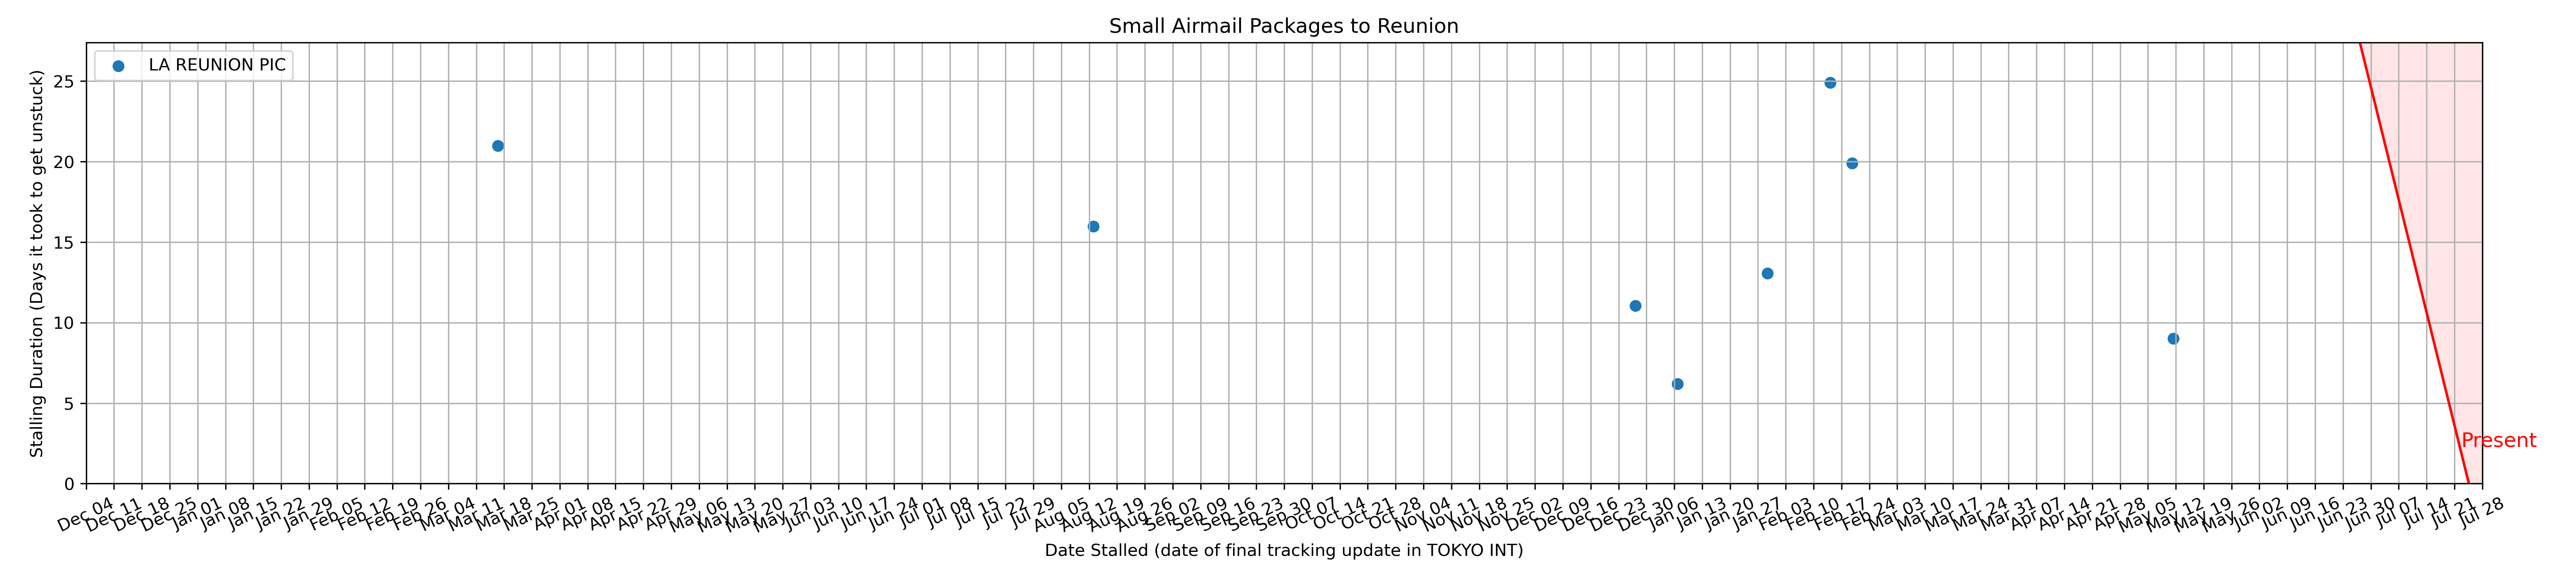 Small Airmail Packages to Reunion
LA REUNION PIC
Stalling Duration (Days it took to get unstuck)
25
20
15
10
5
0
Present
Dec 04
Dec 11
Dec 18
Dec 25
Jan 01
Jan 08
Jan 15
Jan 22
Jan 29
Feb 05
Feb 12
Feb 19
Feb 26
Mar 04
Mar 11
Mar 18
Mar 25
Apr 01
Apr 08
Apr 15
Apr 22
Apr 29
May 06
May 13
May 20
May 27
Jun 03
Jun 10
Jun 17
Jun 24
Jul 01
Jul 08
Jul 15
Jul 22
Jul 29
Aug 05
Aug 12
Aug 19
Aug 26
Sep 02
Sep 09
Sep 16
Sep 23
Sep 30
Oct 07
Oct 14
Oct 21
Oct 28
Nov 04
Nov 11
Nov 18
Nov 25
Dec 02
Dec 09
Dec 16
Dec 23
Dec 30
Jan 06
Jan 13
Jan 20
Jan 27
Feb 03
Feb 10
Feb 17
Feb 24
Mar 03
Mar 10
Mar 17
Mar 24
Mar 31
Apr 07
Apr 14
Apr 21
Apr 28
May 05
May 12
May 19
May 26
Jun 02
Jun 09
Jun 16
Jun 23
Jun 30
Jul 07
Jul 14
Jul 21
Jul 28
Date Stalled (date of final tracking update in TOKYO INT)